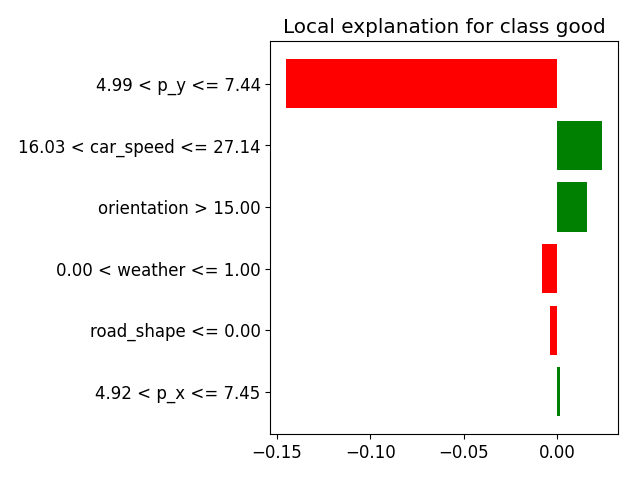 Local explanation for class good
4.99 < p_y <= 7.44
16.03 < car_speed <= 27.14
orientation > 15.00
0.00 < weather <= 1.00
road_shape <= 0.00
4.92 < p_x <= 7.45
−0.15 −0.10 −0.05 0.00